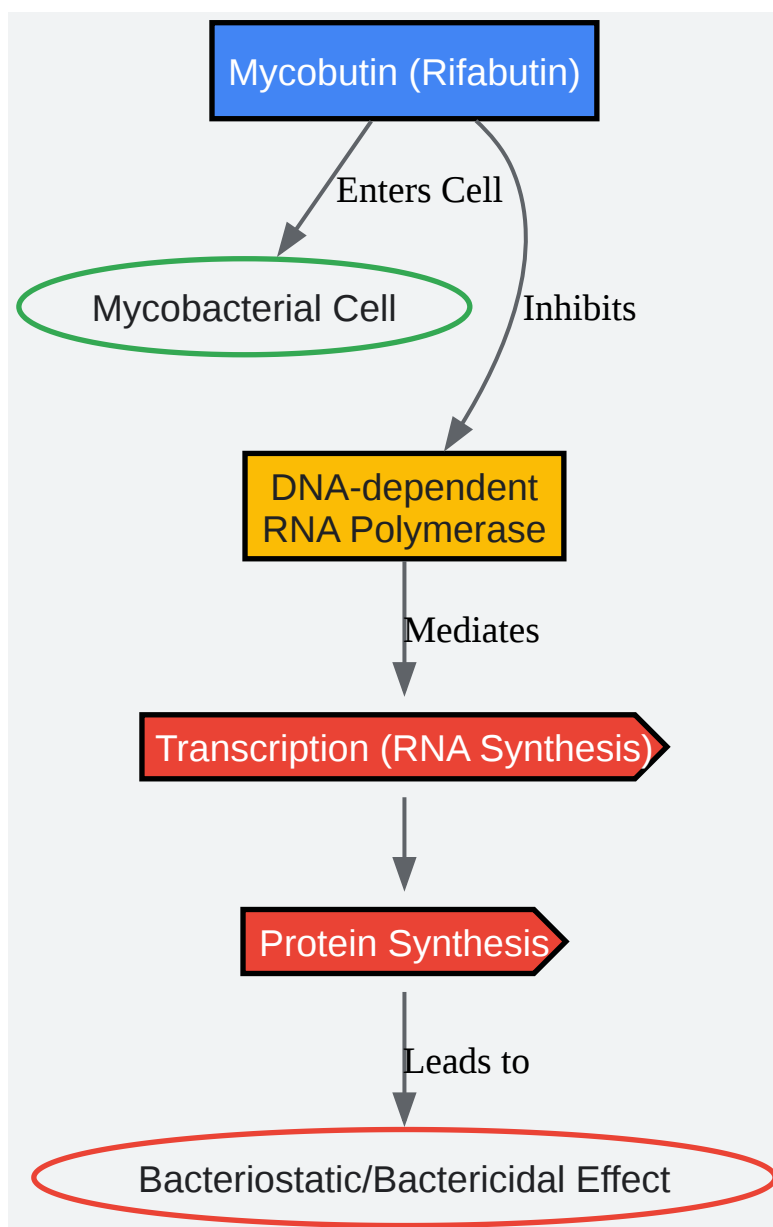 Mycobutin (Rifabutin)
Enters Cell
Mycobacterial Cell
Inhibits
DNA-dependent
RNA Polymerase
Mediates
Transcription (RNA Synthesis)
Protein Synthesis
Leads to
Bacteriostatic/Bactericidal Effect